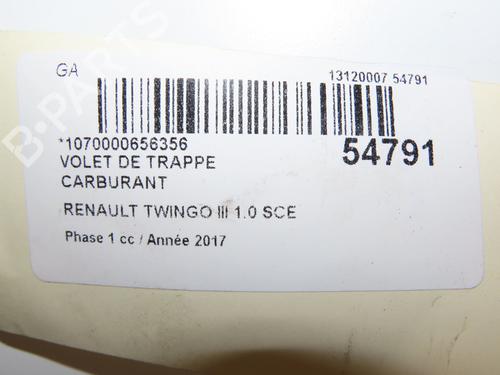 GA
13120007 54791
*1070000656356
54791
VOLET DE TRAPPE
CARBURANT
RENAULT TWINGO III 1.0 SCE
Phase 1 cc / Année 2017
B-PARTS